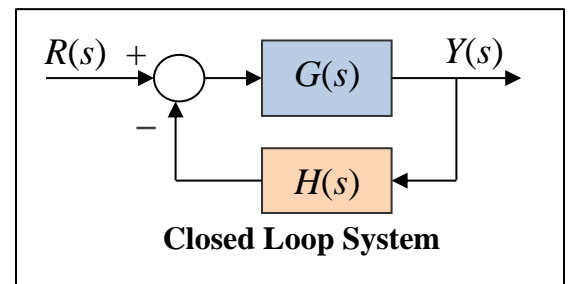 R(s) + G(s) Y(s)
−
H(s)
Closed Loop System